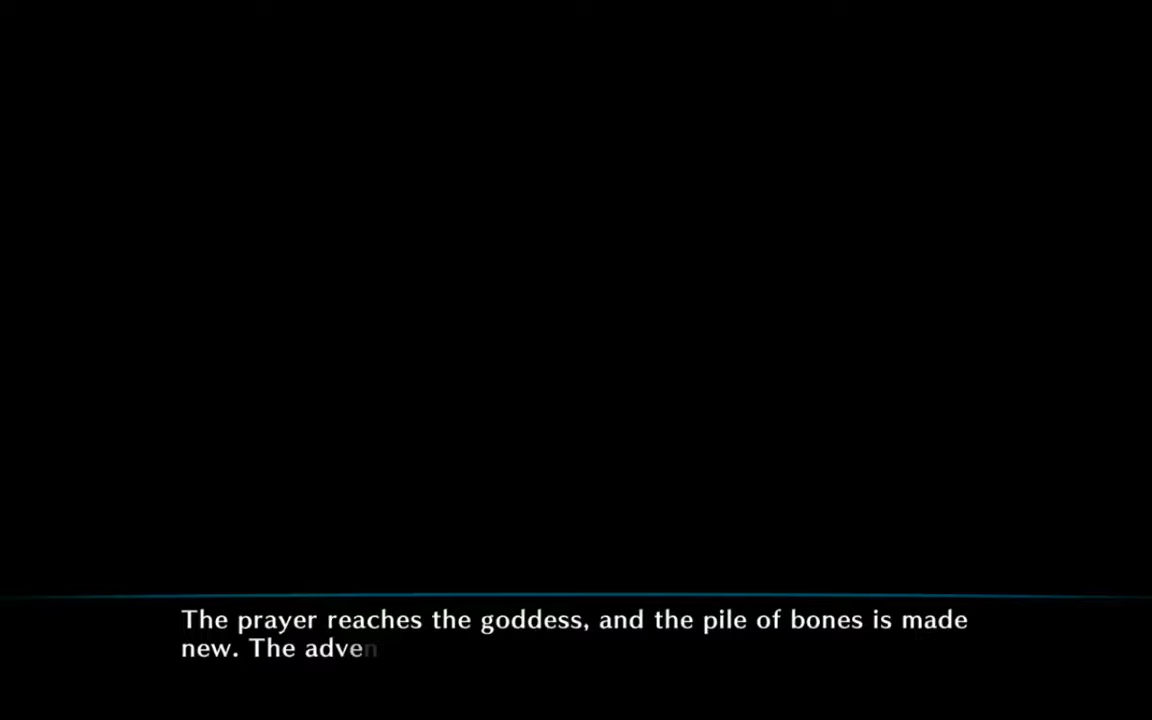 The prayer reaches the goddess, and the pile of bones is made
new. The adven